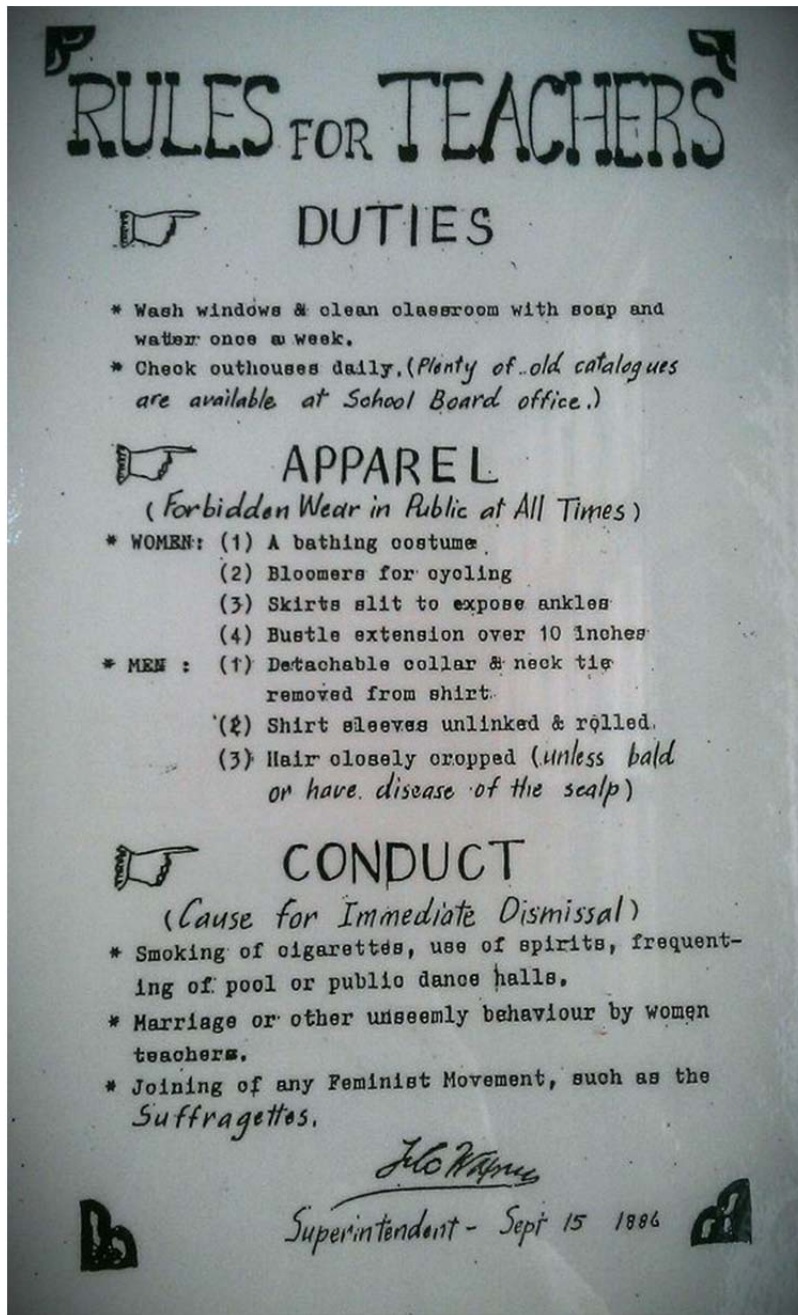 RULES FOR TEACHERS
DUTIES
* Wash windows & clean classroom with soap and
water once a week.
* Check outhouses daily. (Plenty of old catalogues
are available at School Board office.)
APPAREL
(Forbidden Wear in Public at All Times)
* WOMEN: (1) A bathing costume
(2) Bloomers for cycling
(3) Skirts slit to expose ankles
(4) Bustle extension over 10 inches
* MEN : (1) Detachable collar & neck tie
removed from shirt.
(2) Shirt sleeves unlinked & rolled.
(3) Hair closely cropped (unless bald
or have disease of the scalp)
CONDUCT
(Cause for Immediate Dismissal)
* Smoking of cigarettes, use of spirits, frequent-
ing of pool or public dance halls.
* Marriage or other unseemly behaviour by women
teachers.
* Joining of any Feminist Movement, such as the
Suffragettes.
Superintendent - Sept 15 1886